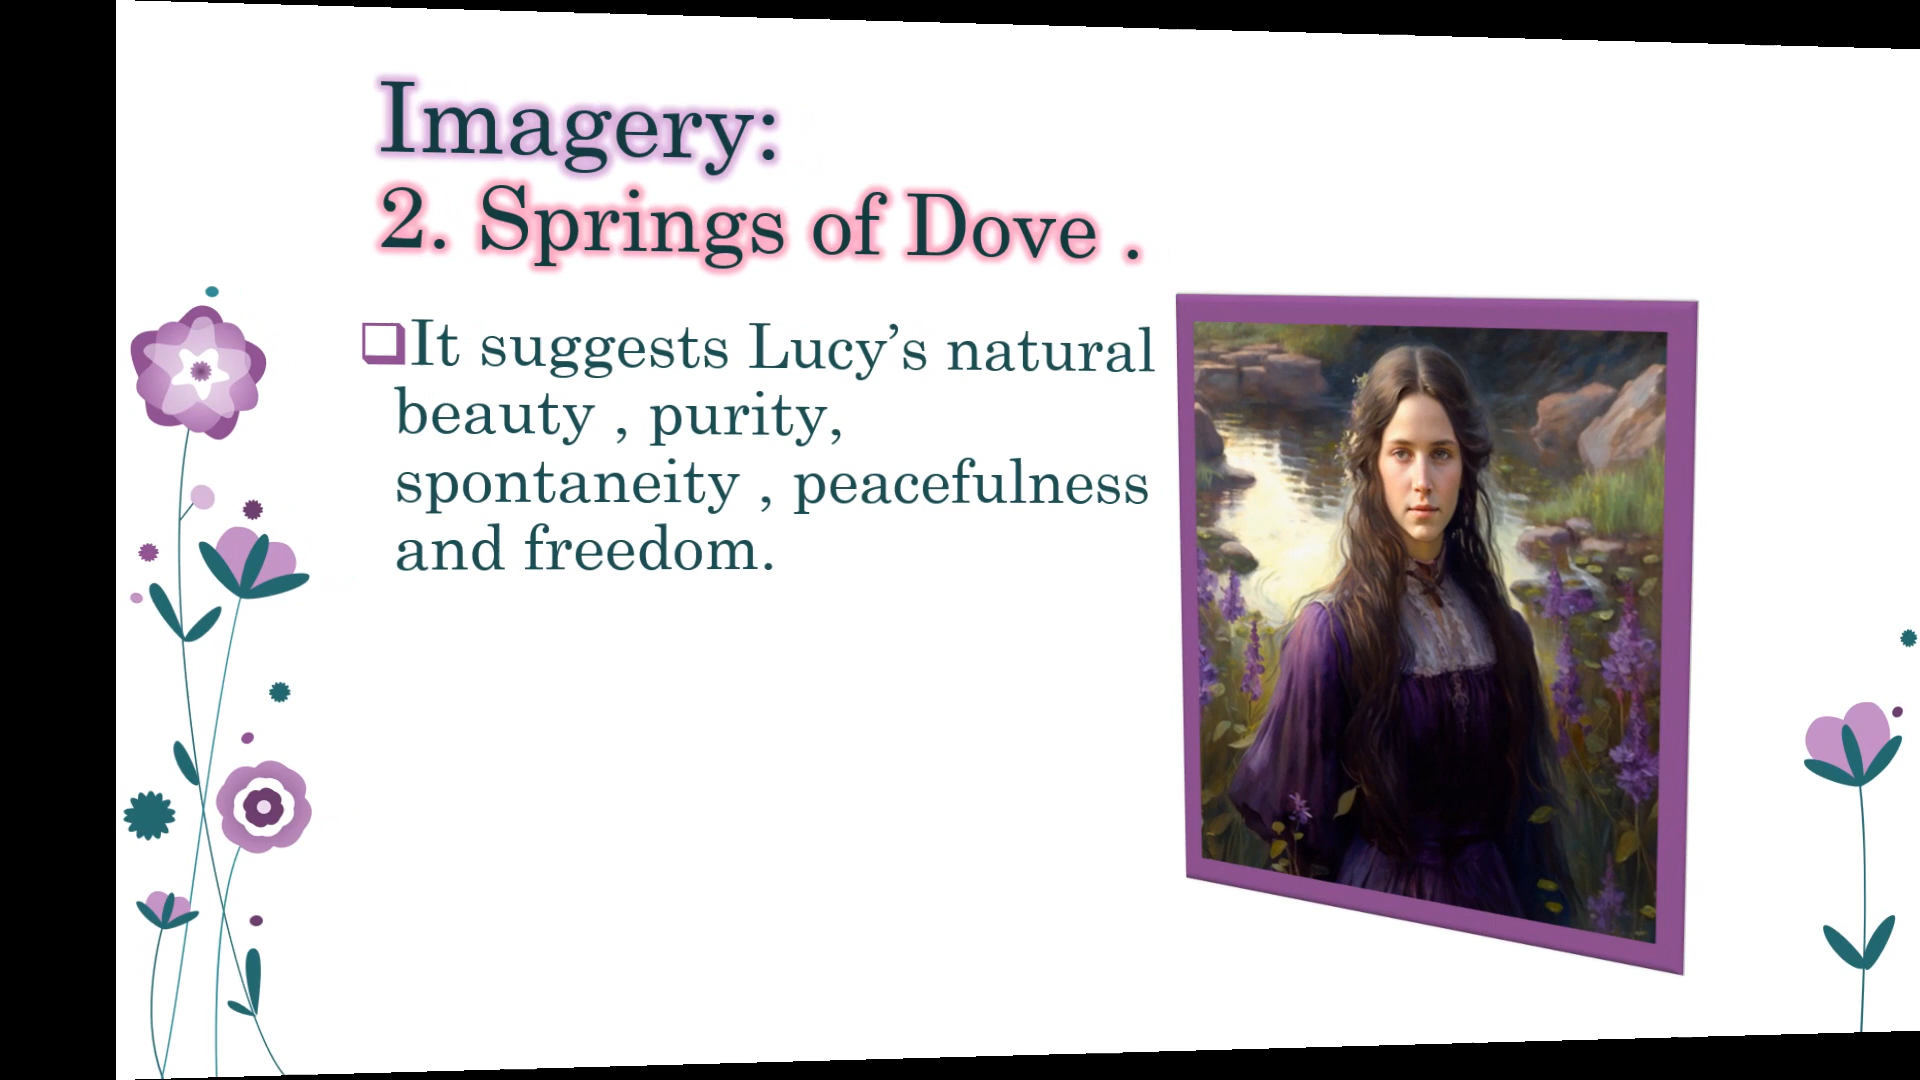 Imagery:
2. Springs of Dove .
It suggests Lucy’s natural
beauty , purity,
spontaneity , peacefulness
and freedom.